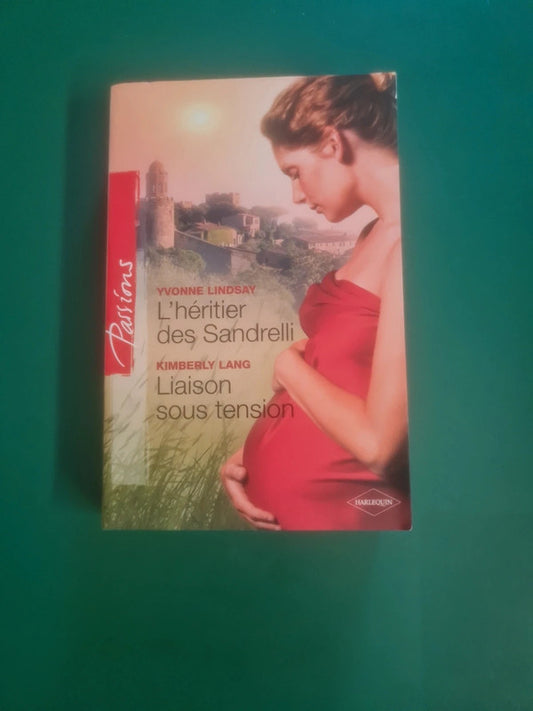 Passions
YVONNE LINDSAY
L'héritier
des Sandrelli
KIMBERLY LANG
Liaison
sous tension
HARLEQUIN